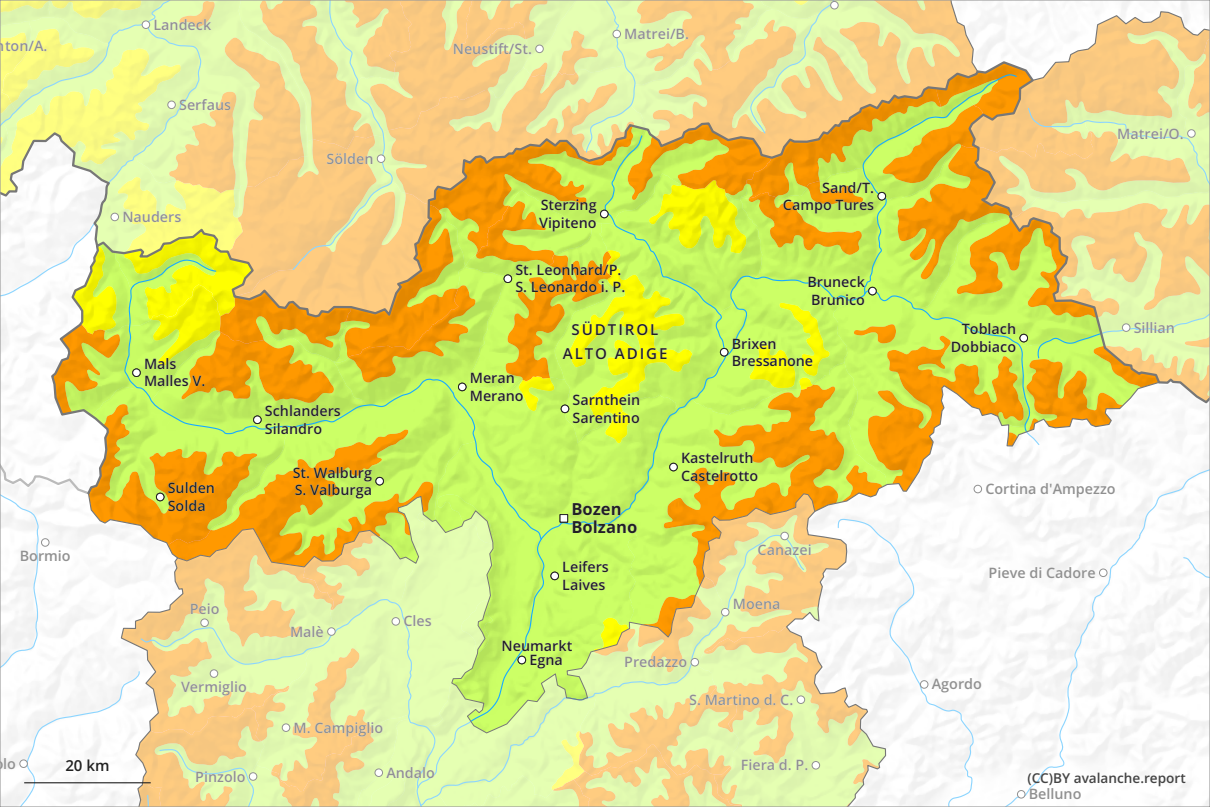 Landeck
nton/A.
Neustift/St.
Matrei/B.
Serfaus
Sölden
Matrei/O.
Nauders
Sand/T.
Campo Tures
Sterzing
Vipiteno
St. Leonhard/P.
S. Leonardo i. P.
Bruneck
Brunico
SÜDTIROL
ALTO ADIGE
Toblach
Dobbiaco
Sillian
Brixen
Bressanone
Mals
Malles V.
Meran
Merano
Schlanders
Silandro
Sarnthein
Sarentino
St. Walburg
S. Valburga
Kastelruth
Castelrotto
Sulden
Solda
Cortina d'Ampezzo
Bozen
Bolzano
Bormio
Canazei
Leifers
Laives
Pieve di Cadore
Peio
Moena
Malè
Cles
Neumarkt
Egna
Predazzo
Vermiglio
Agordo
S. Martino d. C.
M. Campiglio
olo
20 km
Pinzolo
Andalo
Fiera d. P.
(CC)BY avalanche.report
Belluno